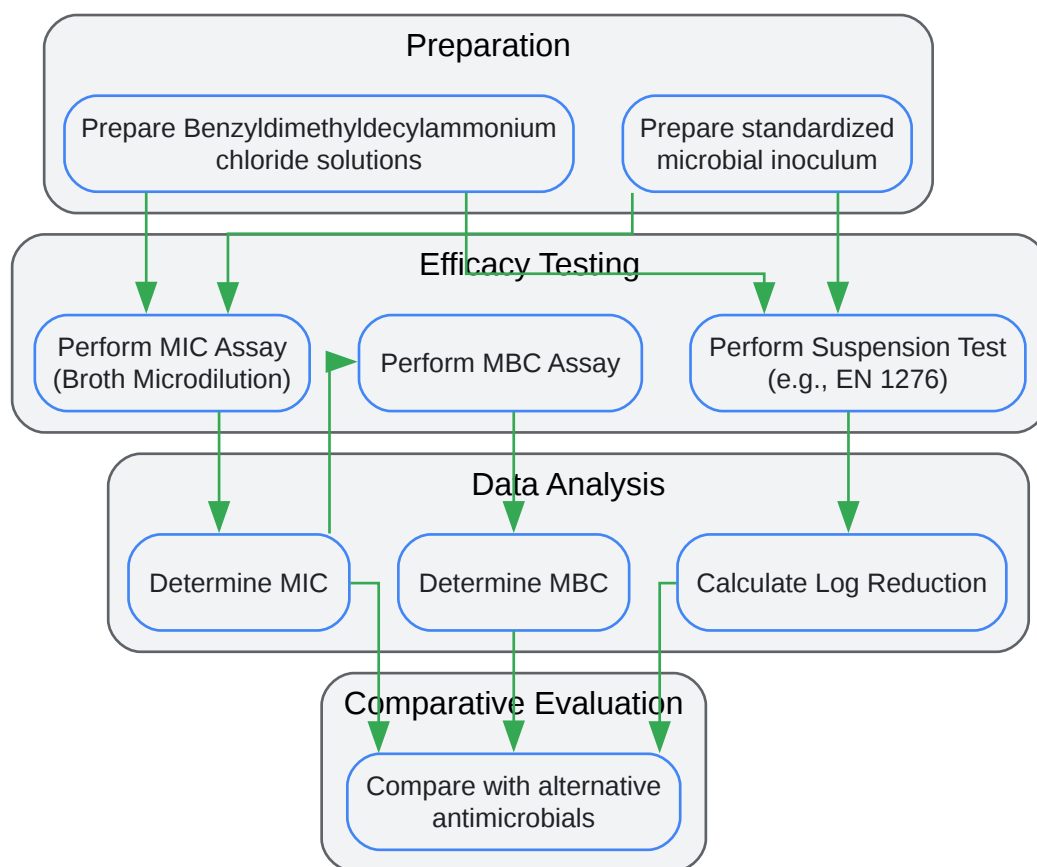 Preparation
Prepare Benzyldimethyldecylammonium
chloride solutions
Prepare standardized
microbial inoculum
Efficacy Testing
Perform MIC Assay
(Broth Microdilution)
Perform MBC Assay
Perform Suspension Test
(e.g., EN 1276)
Data Analysis
Determine MIC
Determine MBC
Calculate Log Reduction
Comparative Evaluation
Compare with alternative
antimicrobials